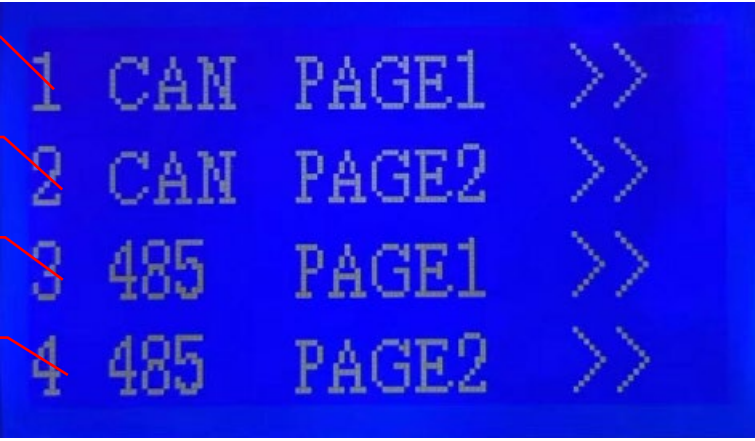 1 CAN PAGE1 >>
2 CAN PAGE2 >>
3 485 PAGE1 >>
4 485 PAGE2 >>